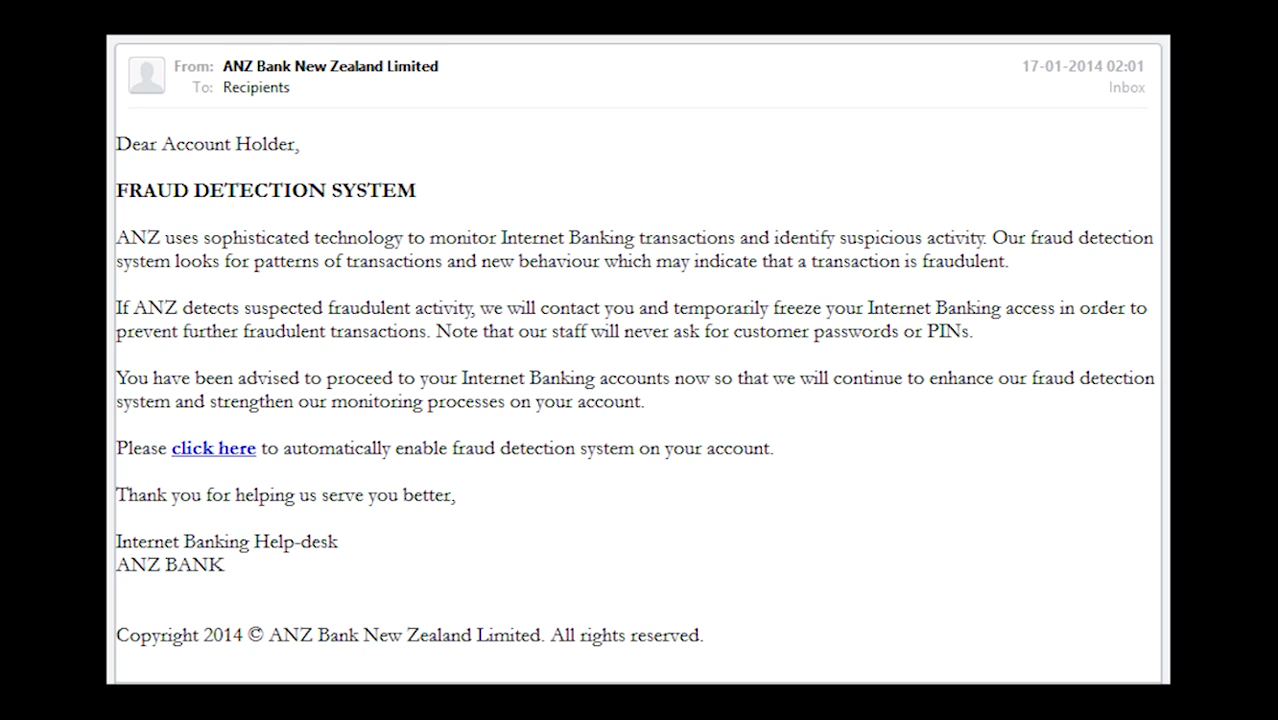 From: ANZ Bank New Zealand Limited 17-01-2014 02:01
To: Recipients Inbox
Dear Account Holder,
FRAUD DETECTION SYSTEM
ANZ uses sophisticated technology to monitor Internet Banking transactions and identify suspicious activity. Our fraud detection
system looks for patterns of transactions and new behaviour which may indicate that a transaction is fraudulent.
If ANZ detects suspected fraudulent activity, we will contact you and temporarily freeze your Internet Banking access in order to
prevent further fraudulent transactions. Note that our staff will never ask for customer passwords or PINs.
You have been advised to proceed to your Internet Banking accounts now so that we will continue to enhance our fraud detection
system and strengthen our monitoring processes on your account.
Please click here to automatically enable fraud detection system on your account.
Thank you for helping us serve you better,
Internet Banking Help-desk
ANZ BANK
Copyright 2014 © ANZ Bank New Zealand Limited. All rights reserved.